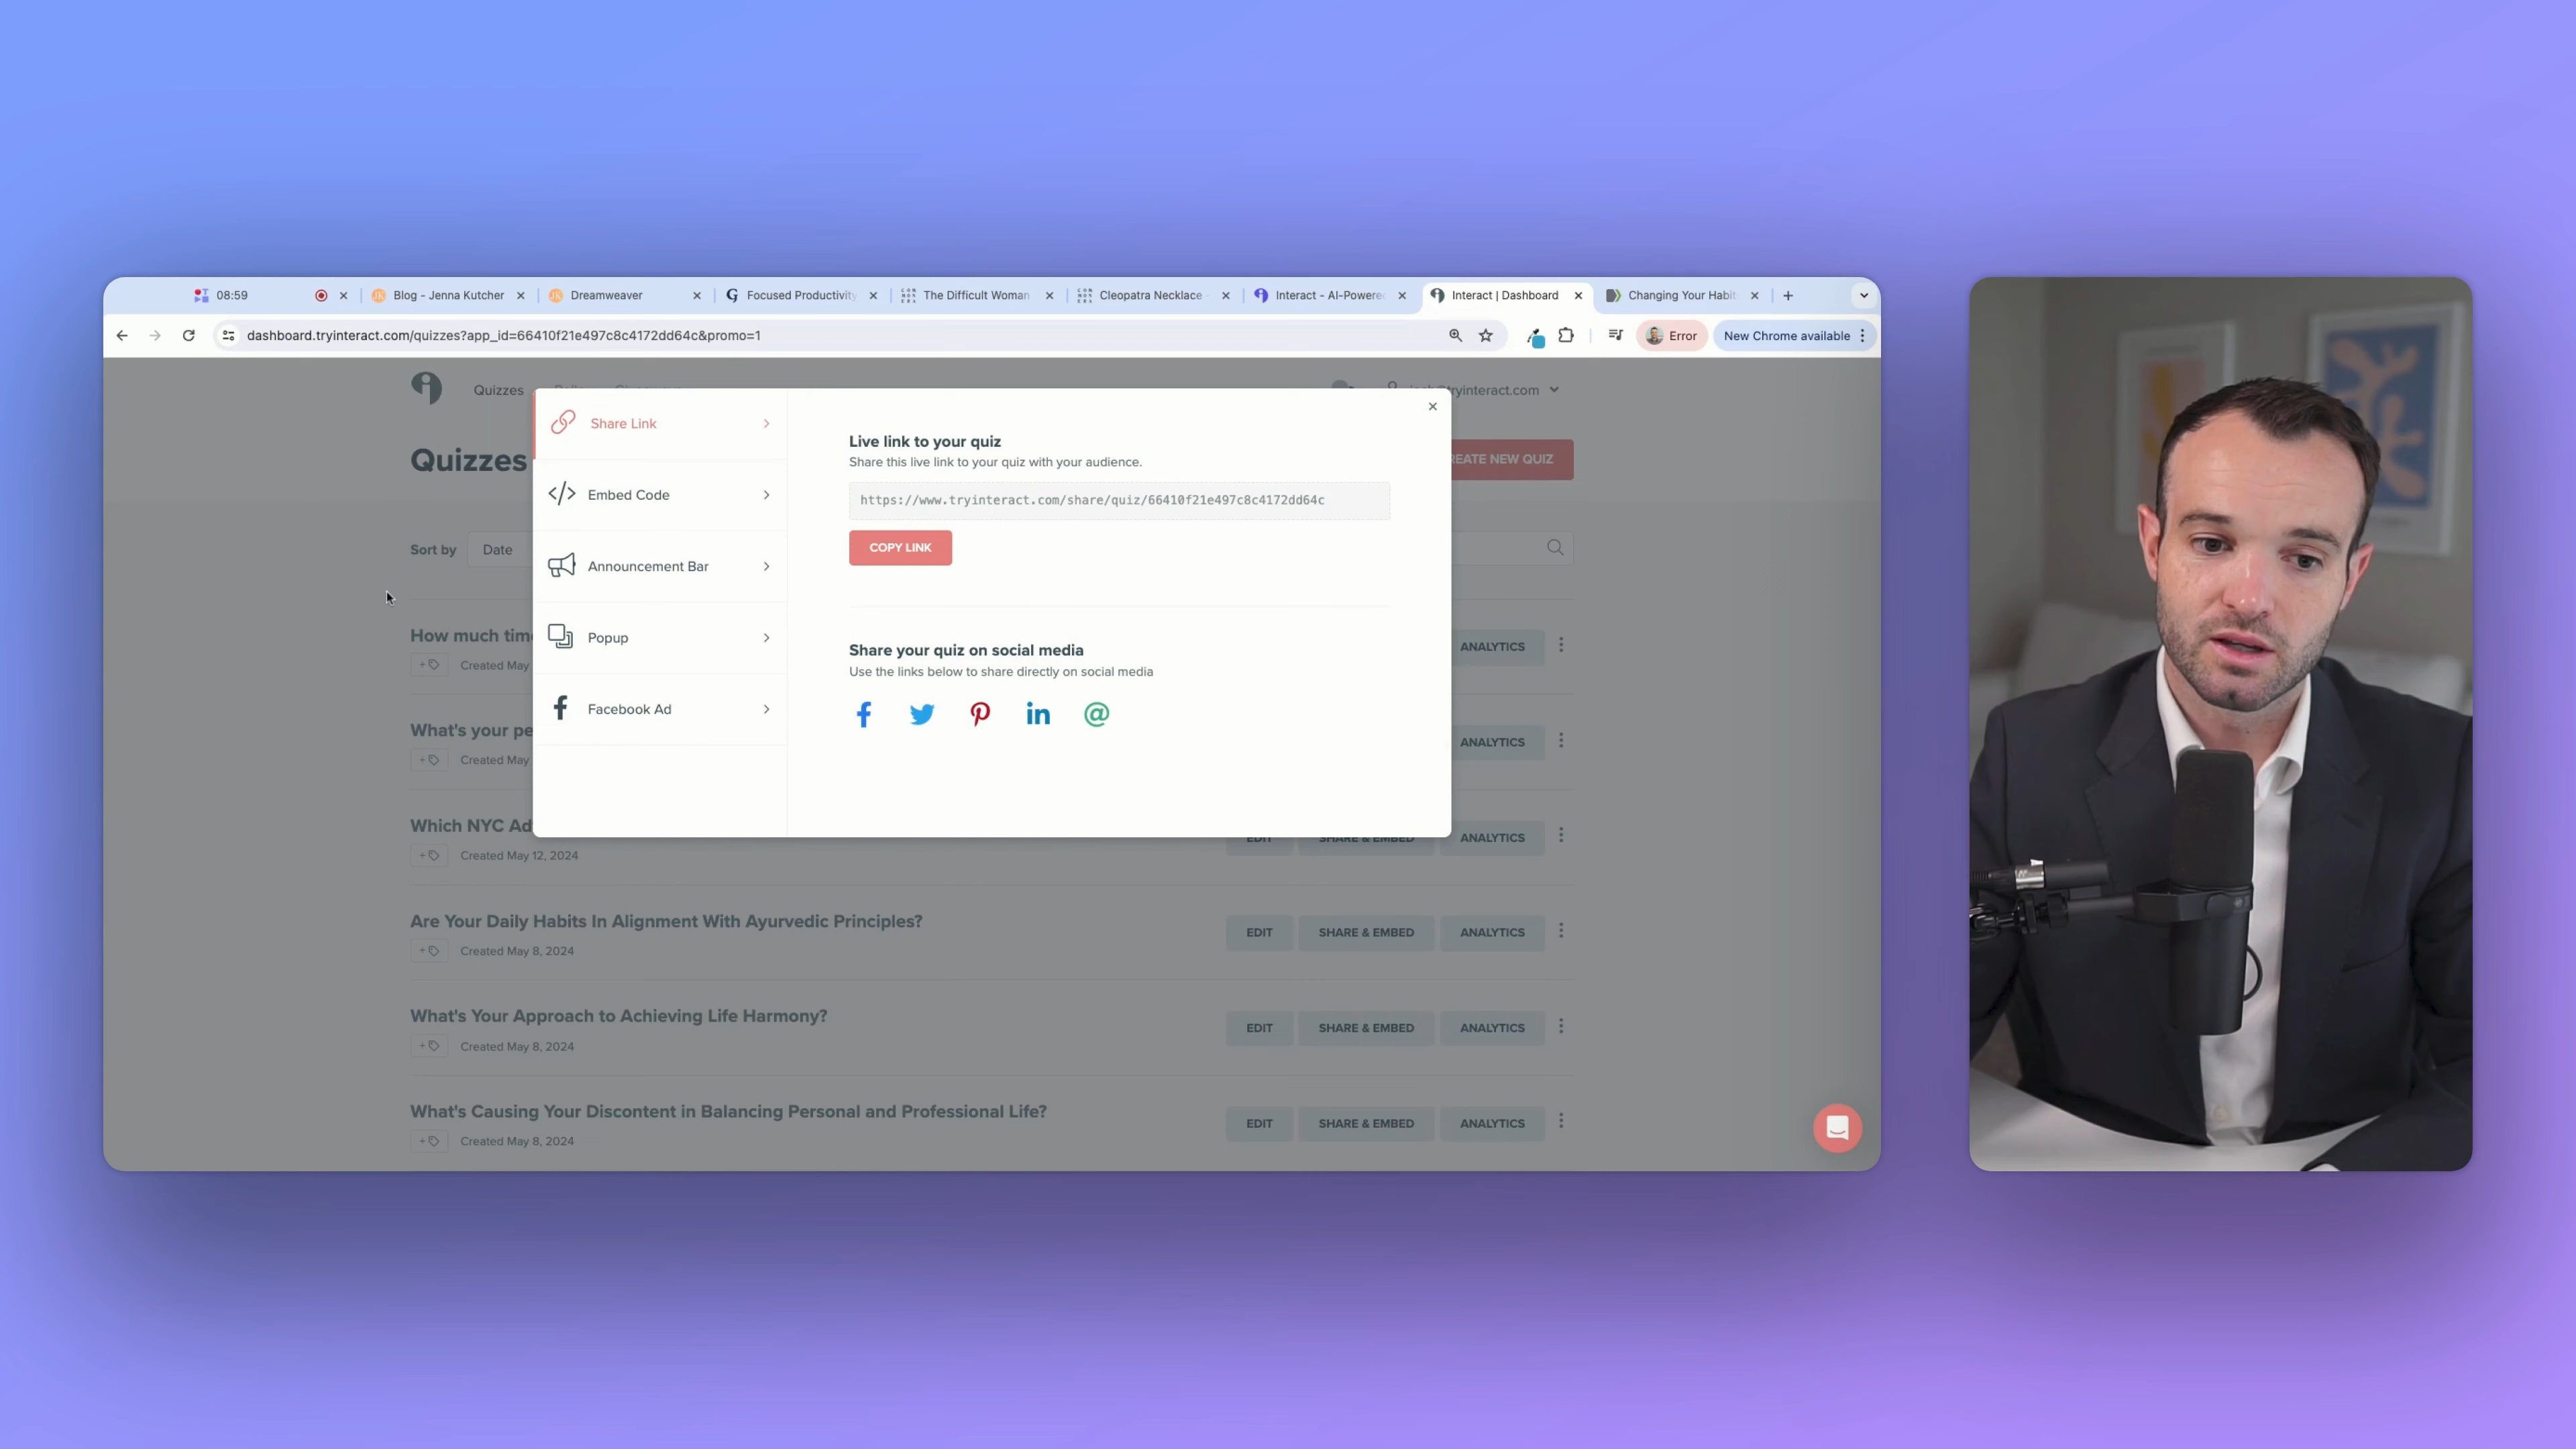 08:59
Blog - Jenna Kutcher
Dreamweaver
Focused Productivity
The Difficult Woman
Cleopatra Necklace -
Interact - AI-Powered
Interact | Dashboard
Changing Your Habit
dashboard.tryinteract.com/quizzes?app_id=66410f21e497c8c4172dd64c&promo=1
Error
New Chrome available
Quizzes
tryinteract.com
Quizzes
REATE NEW QUIZ
Sort by
Date
Share Link
Embed Code
Announcement Bar
Popup
Facebook Ad
Live link to your quiz
Share this live link to your quiz with your audience.
https://www.tryinteract.com/share/quiz/66410f21e497c8c4172dd64c
COPY LINK
Share your quiz on social media
Use the links below to share directly on social media
How much tim
Created May
ANALYTICS
What's your pe
Created May
ANALYTICS
Which NYC Ad
Created May 12, 2024
EDIT
SHARE & EMBED
ANALYTICS
Are Your Daily Habits In Alignment With Ayurvedic Principles?
Created May 8, 2024
EDIT
SHARE & EMBED
ANALYTICS
What's Your Approach to Achieving Life Harmony?
Created May 8, 2024
EDIT
SHARE & EMBED
ANALYTICS
What's Causing Your Discontent in Balancing Personal and Professional Life?
Created May 8, 2024
EDIT
SHARE & EMBED
ANALYTICS